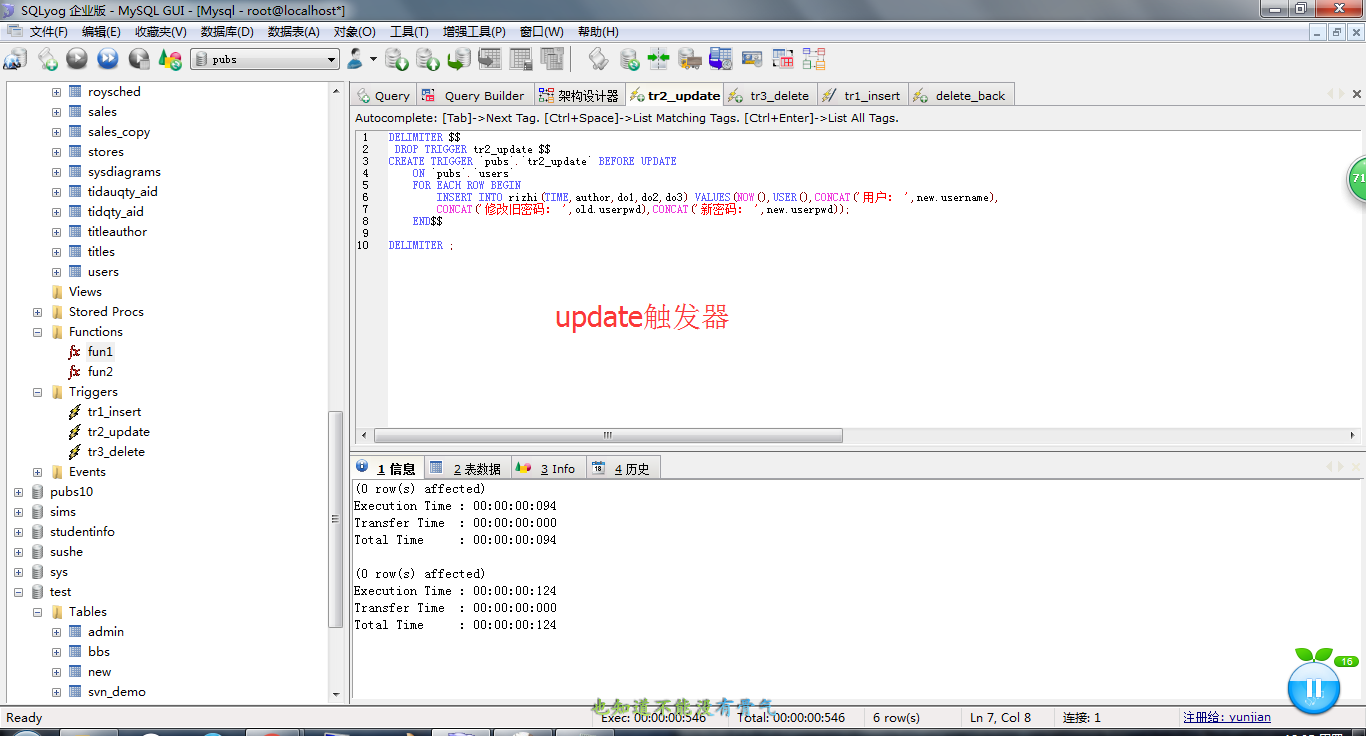 SQLyog 企业版 - MySQL GUI - [Mysql - root@localhost*]
文件(F) 编辑(E) 收藏夹(V) 数据库(D) 数据表(A) 对象(O) 工具(T) 增强工具(P) 窗口(W) 帮助(H)
pubs
roysched
sales
sales_copy
stores
sysdiagrams
tidauqty_aid
tidqty_aid
titleauthor
titles
users
Views
Stored Procs
Functions
fun1
fun2
Triggers
tr1_insert
tr2_update
tr3_delete
Events
pubs10
sims
studentinfo
sushe
sys
test
Tables
admin
bbs
new
svn_demo
Query Query Builder 架构设计器 tr2_update tr3_delete tr1_insert delete_back
Autocomplete: [Tab]->Next Tag. [Ctrl+Space]->List Matching Tags. [Ctrl+Enter]->List All Tags.
1 DELIMITER $$
2 DROP TRIGGER tr2_update $$
3 CREATE TRIGGER `pubs`.`tr2_update` BEFORE UPDATE
4 ON `pubs`.`users`
5 FOR EACH ROW BEGIN
6 INSERT INTO rizhi(TIME,author,do1,do2,do3) VALUES(NOW(),USER(),CONCAT('用户: ',new.username),
7 CONCAT('修改旧密码: ',old.userpwd),CONCAT('新密码: ',new.userpwd));
8 END$$
9
10 DELIMITER ;
update触发器
71
1 信息 2 表数据 3 Info 4 历史
(0 row(s) affected)
Execution Time : 00:00:00:094
Transfer Time : 00:00:00:000
Total Time : 00:00:00:094
(0 row(s) affected)
Execution Time : 00:00:00:124
Transfer Time : 00:00:00:000
Total Time : 00:00:00:124
16
也知道不能没有骨气
Ready Exec: 00:00:00:546 Total: 00:00:00:546 6 row(s) Ln 7, Col 8 连接: 1 注册给: yunjian